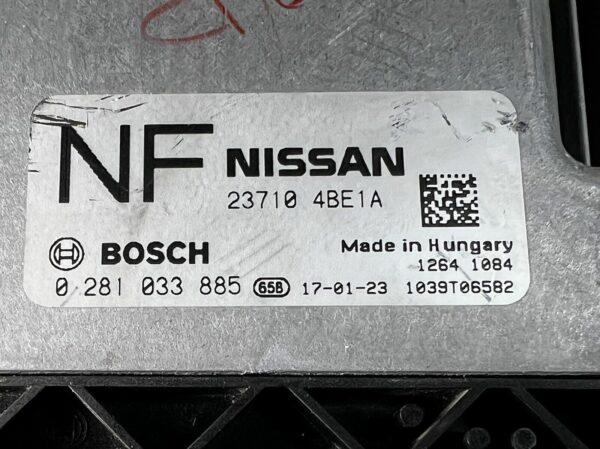 NF NISSAN
23710 4BE1A
BOSCH Made in Hungary
1264 1084
0 281 033 885 65B 17-01-23 1039T06582